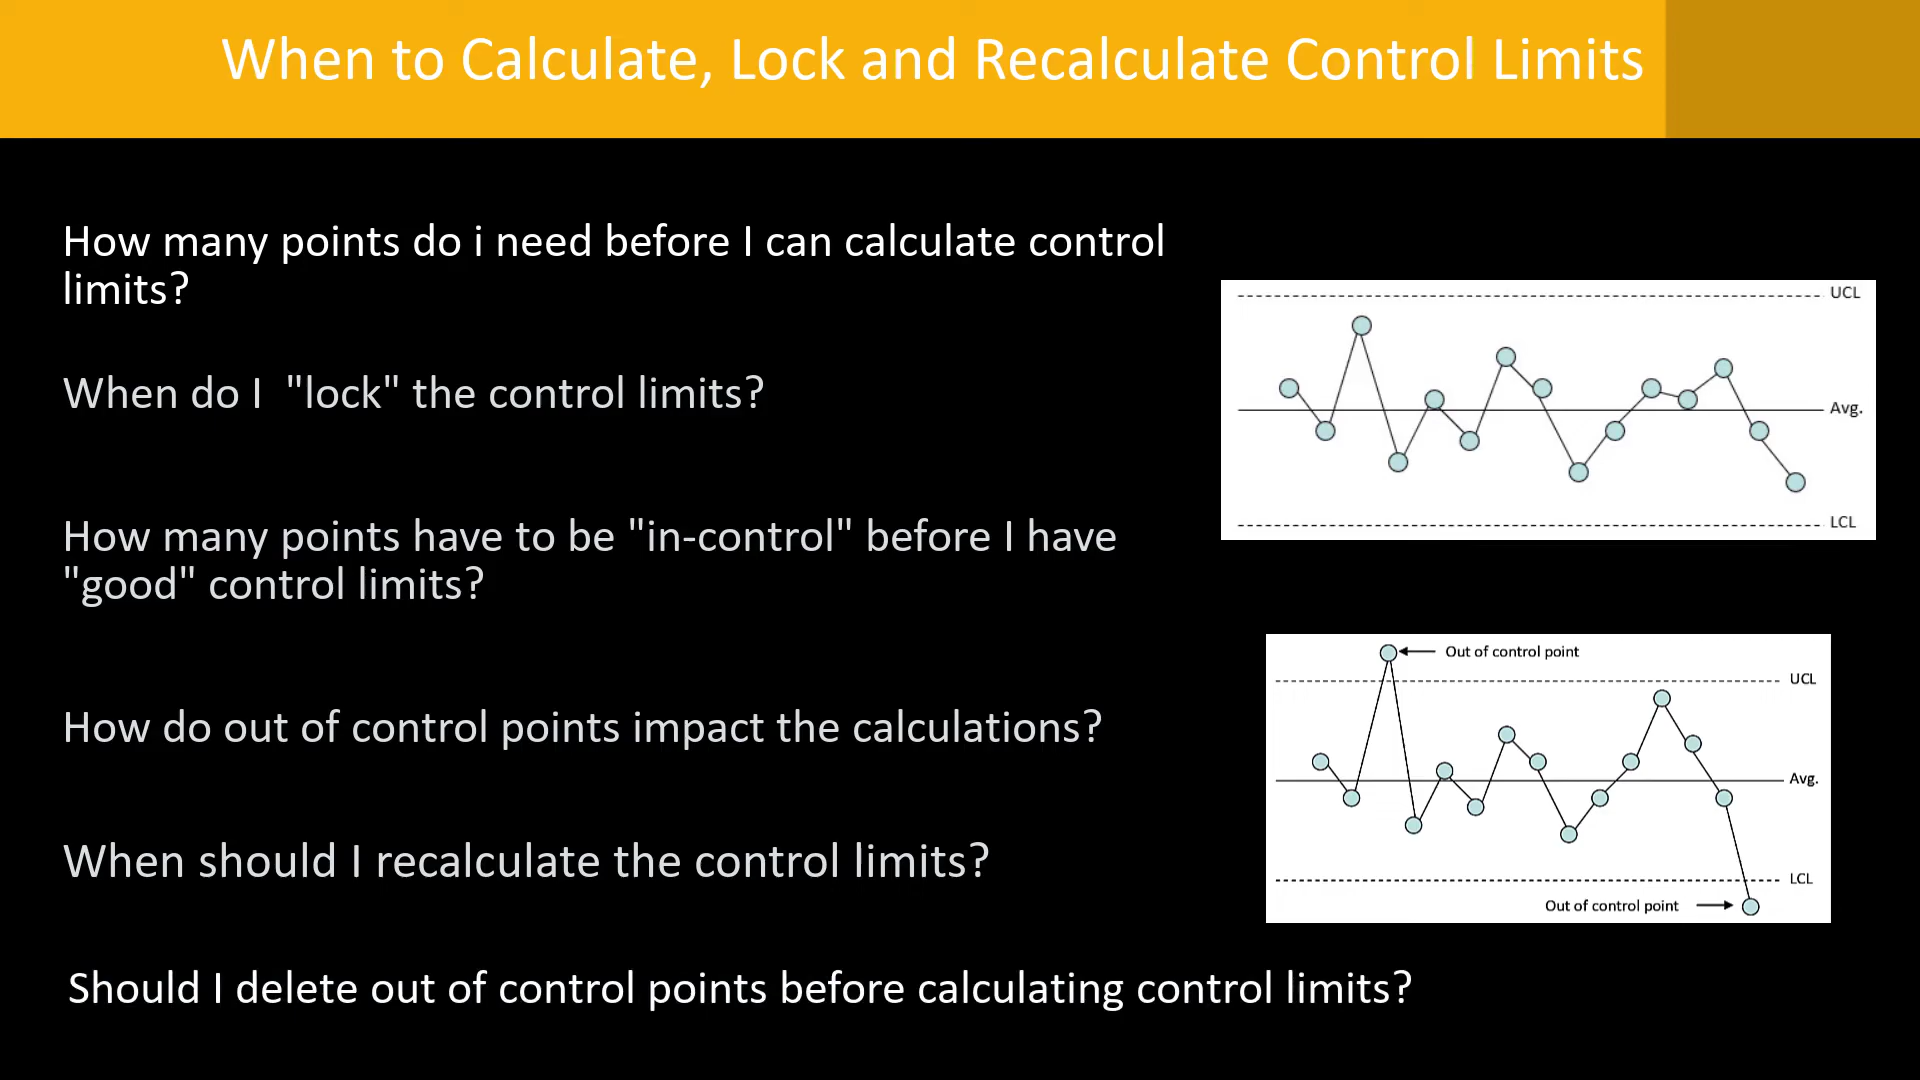 When to Calculate, Lock and Recalculate Control Limits
How many points do i need before I can calculate control
limits?
When do I "lock" the control limits?
How many points have to be "in-control" before I have
"good" control limits?
How do out of control points impact the calculations?
When should I recalculate the control limits?
Should I delete out of control points before calculating control limits?
UCL
Avg.
LCL
Out of control point
UCL
Avg.
LCL
Out of control point